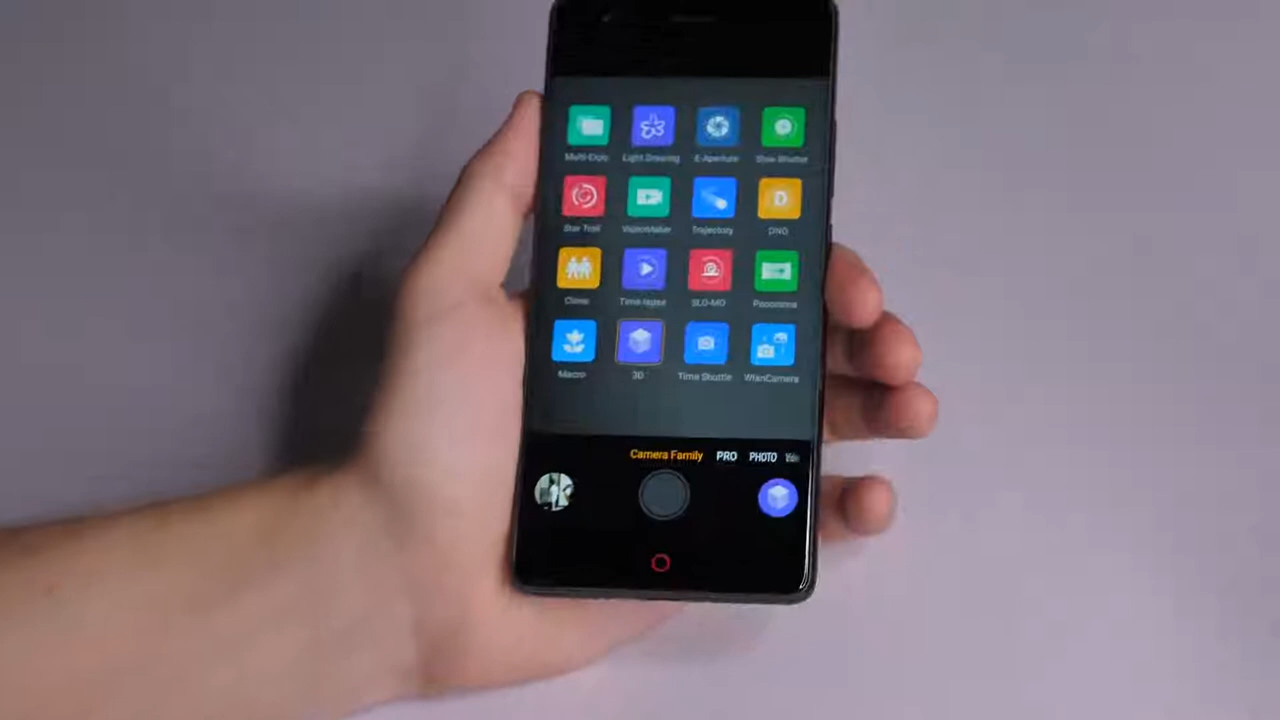 Multi-Expo Light Drawing E-Aperture Slow Shutter
Star Trail VideoMaker Trajectory DNG
D
Clone Time-lapse SLO-MO Panorama
Macro 3D Time Shuttle WlanCamera
Camera Family PRO PHOTO